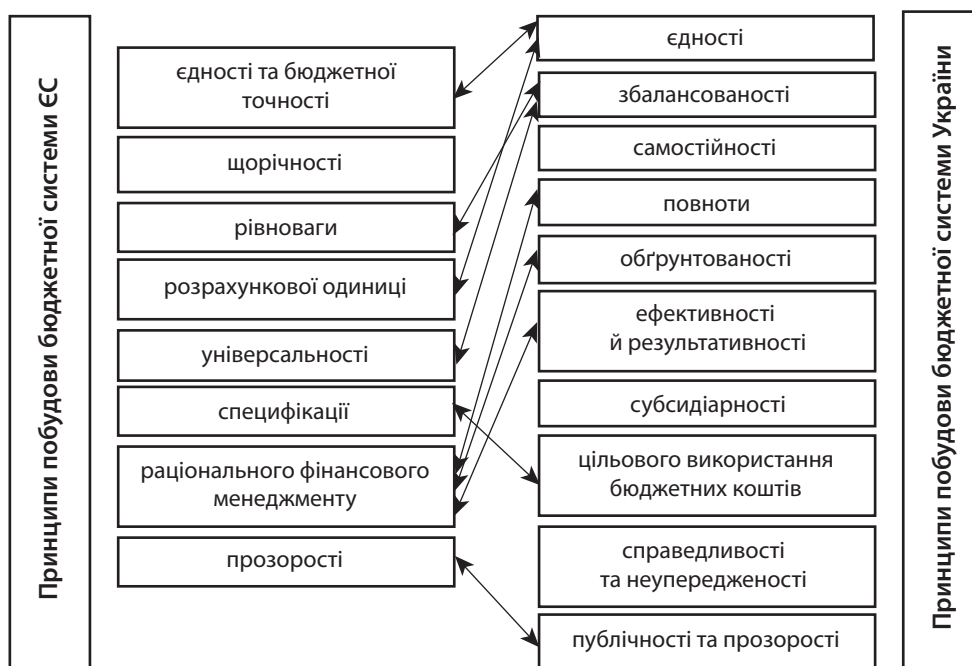 Принципи побудови бюджетної системи ЄС
єдності та бюджетної
точності
щорічності
рівноваги
розрахункової одиниці
універсальності
специфікації
раціонального фінансового
менеджменту
прозорості
єдності
збалансованості
самостійності
повноти
обґрунтованості
ефективності
й результативності
субсидіарності
цільового використання
бюджетних коштів
справедливості
та неупередженості
публічності та прозорості
Принципи побудови бюджетної системи України